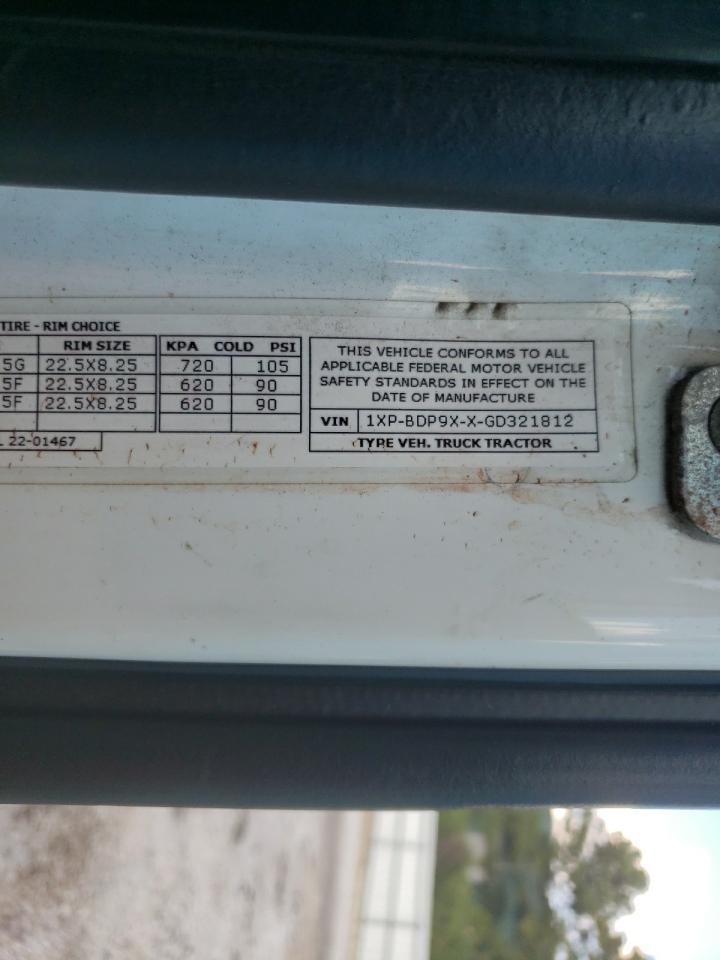 TIRE - RIM CHOICE
RIM SIZE KPA COLD PSI
5G 22.5X8.25 720 105
5F 22.5X8.25 620 90
5F 22.5X8.25 620 90
22-01467
THIS VEHICLE CONFORMS TO ALL
APPLICABLE FEDERAL MOTOR VEHICLE
SAFETY STANDARDS IN EFFECT ON THE
DATE OF MANUFACTURE
VIN 1XP-BDP9X-X-GD321812
TYPE VEH. TRUCK TRACTOR